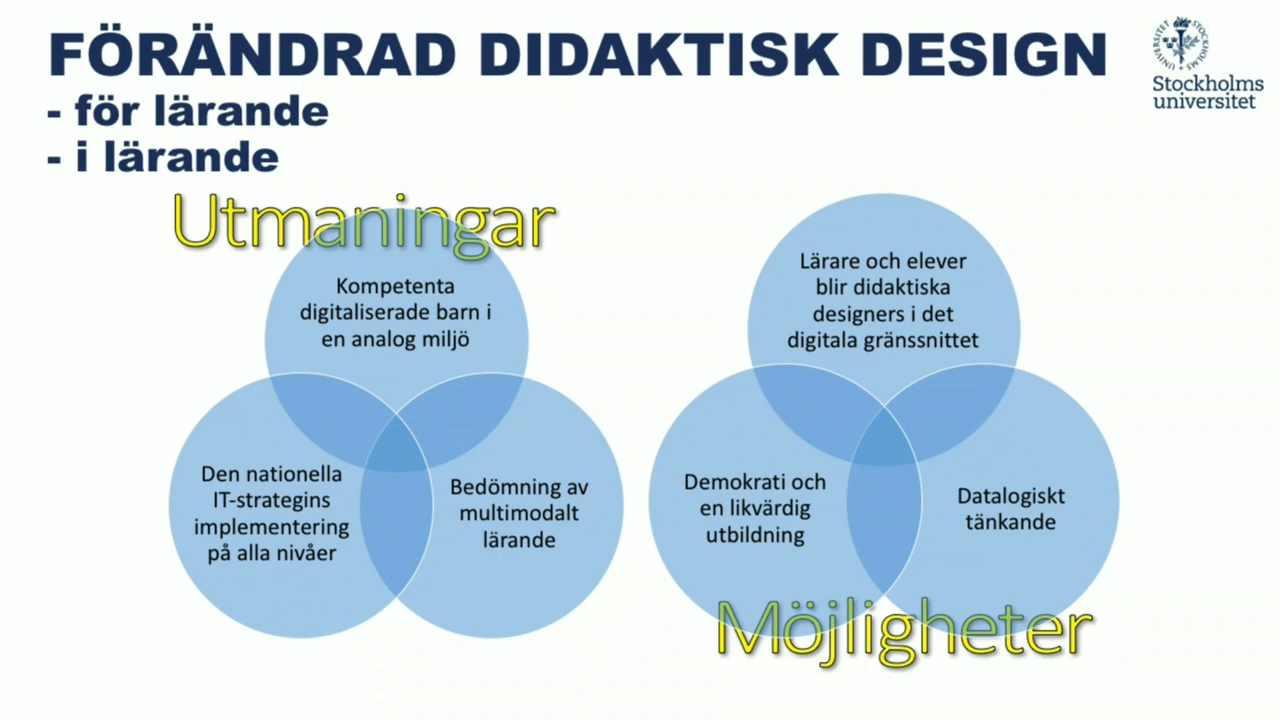 FÖRÄNDRAD DIDAKTISK DESIGN
- för lärande
- i lärande
Stockholms
universitet
Utmaningar
Kompetenta
digitaliserade barn i
en analog miljö
Den nationella
IT-strategins
implementering
på alla nivåer
Bedömning av
multimodalt
lärande
Lärare och elever
blir didaktiska
designers i det
digitala gränssnittet
Demokrati och
en likvärdig
utbildning
Datalogiskt
tänkande
Möjligheter